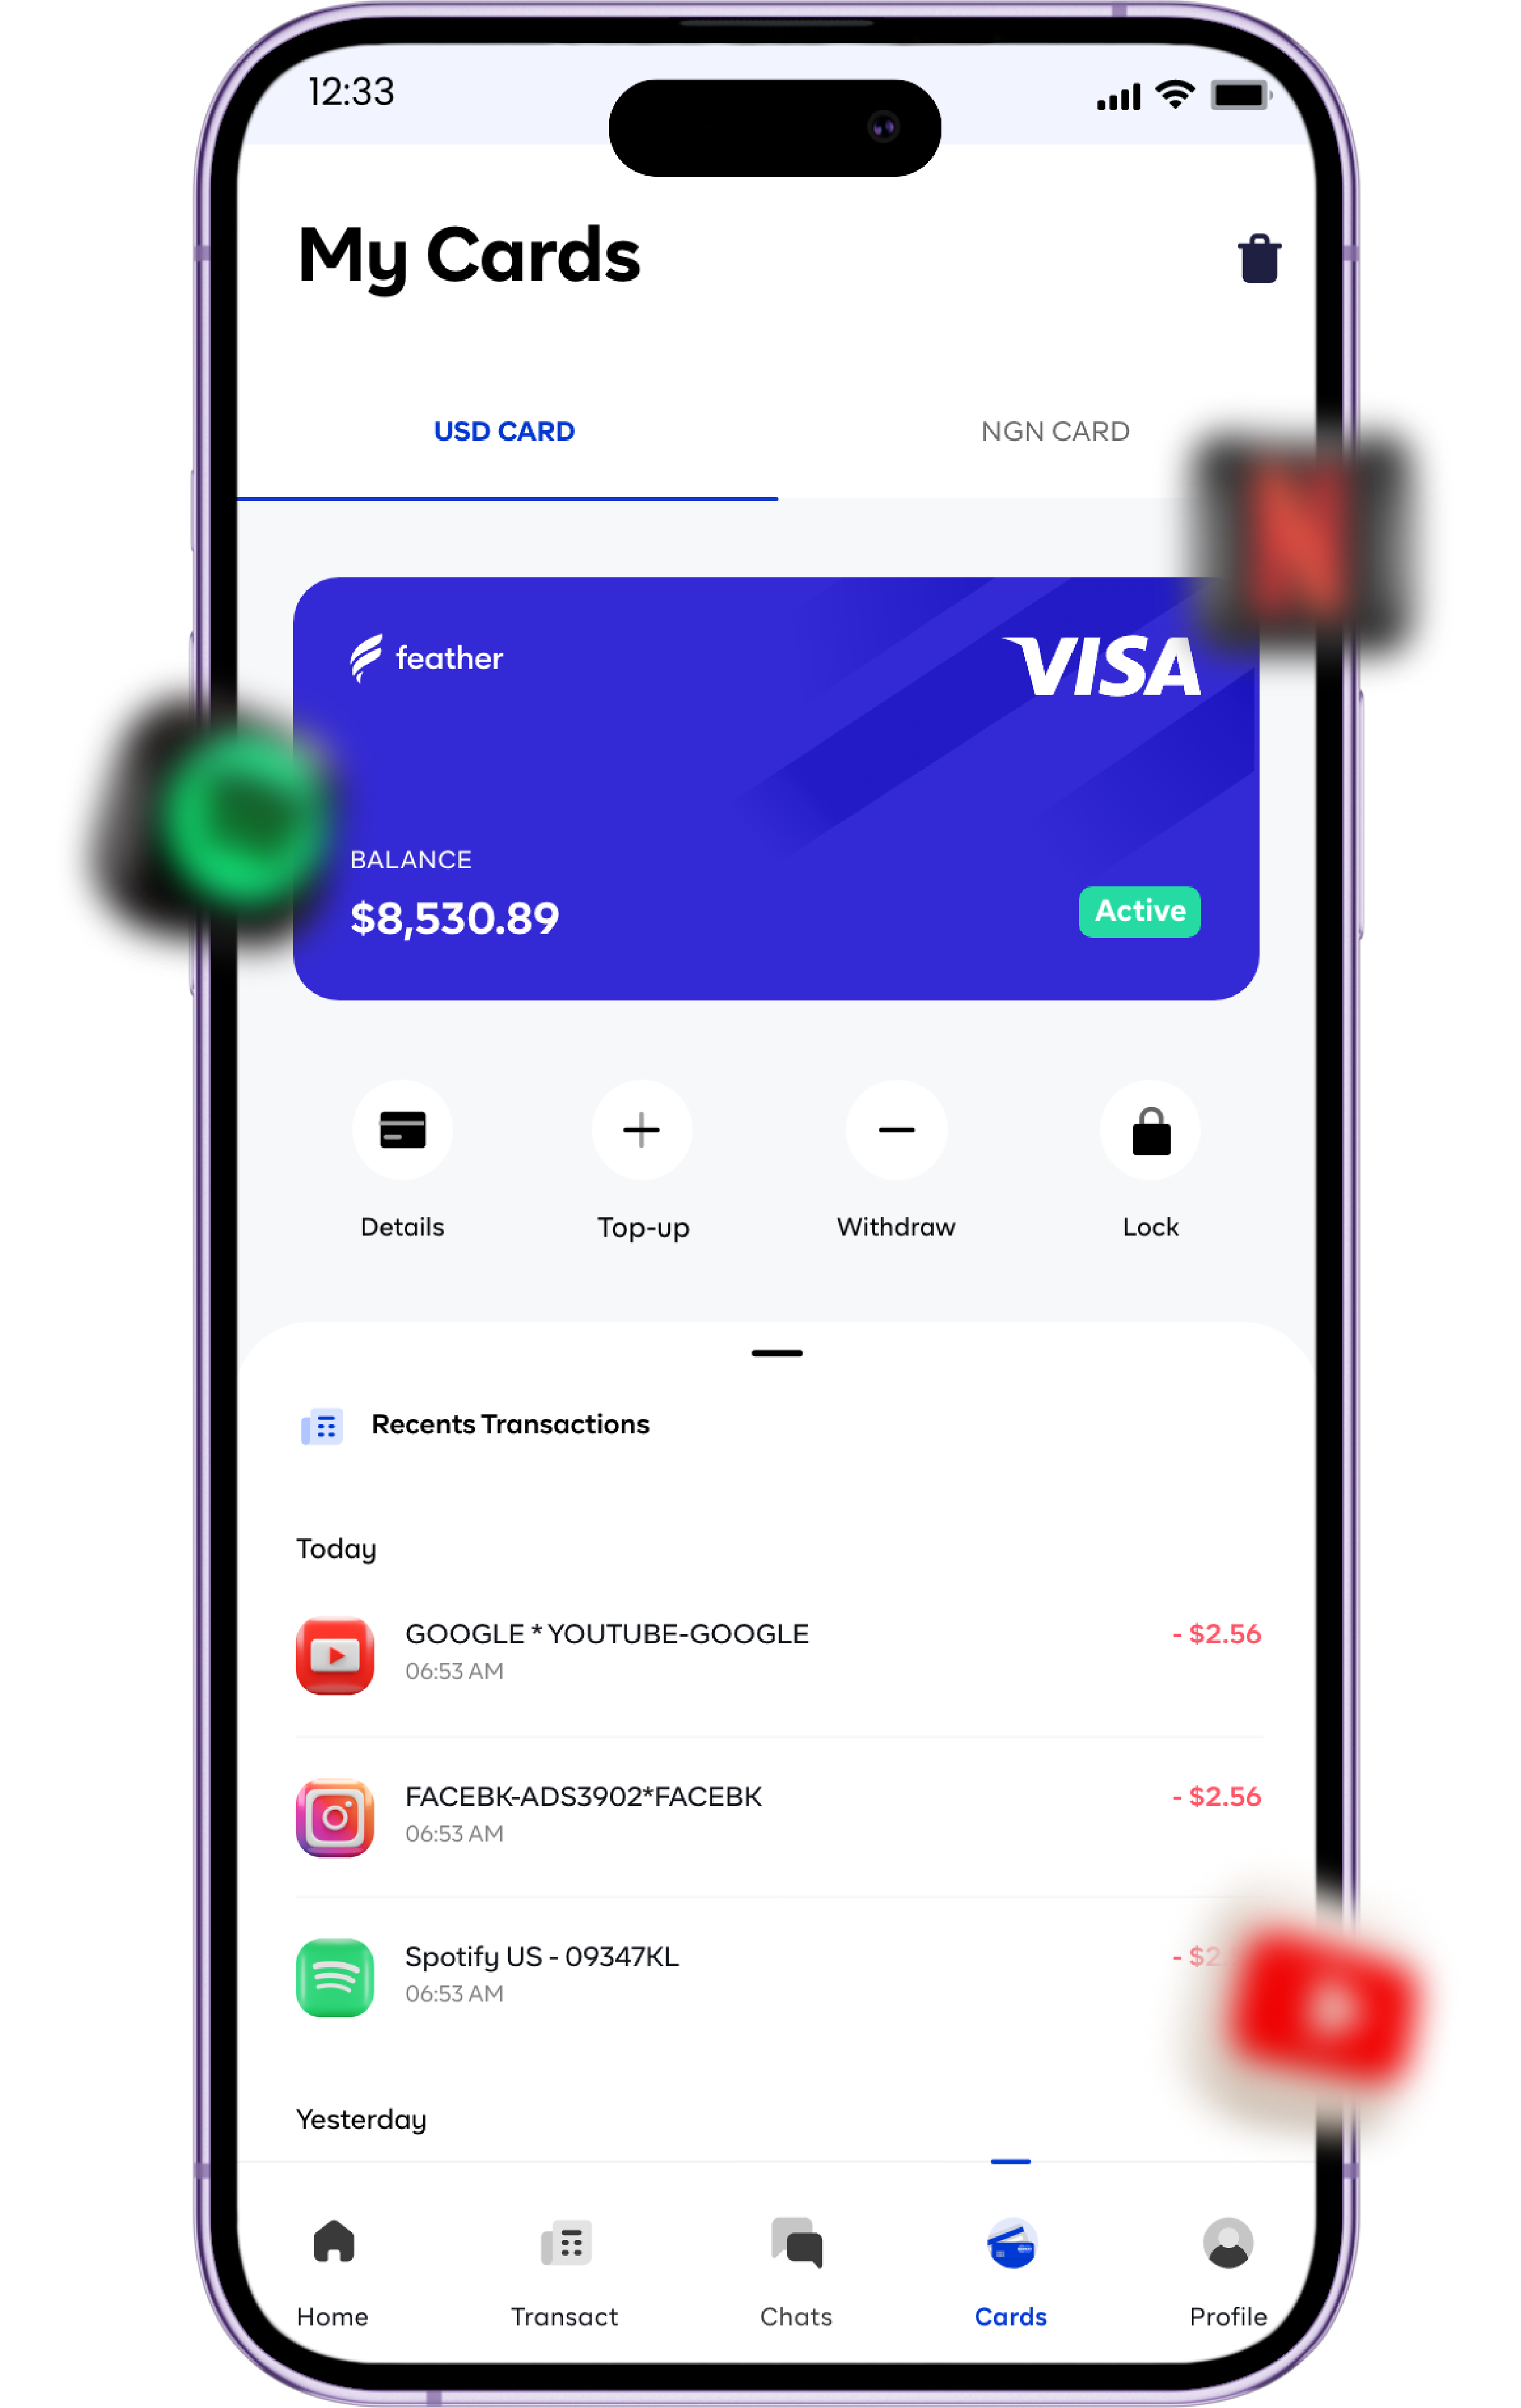 12:33
My Cards
USD CARD
NGN CARD
feather
VISA
BALANCE
$8,530.89
Active
Details
Top-up
Withdraw
Lock
Recents Transactions
Today
GOOGLE * YOUTUBE-GOOGLE
- $2.56
06:53 AM
FACEBK-ADS3902*FACEBK
- $2.56
06:53 AM
Spotify US - 09347KL
06:53 AM
Yesterday
Home
Transact
Chats
Cards
Profile